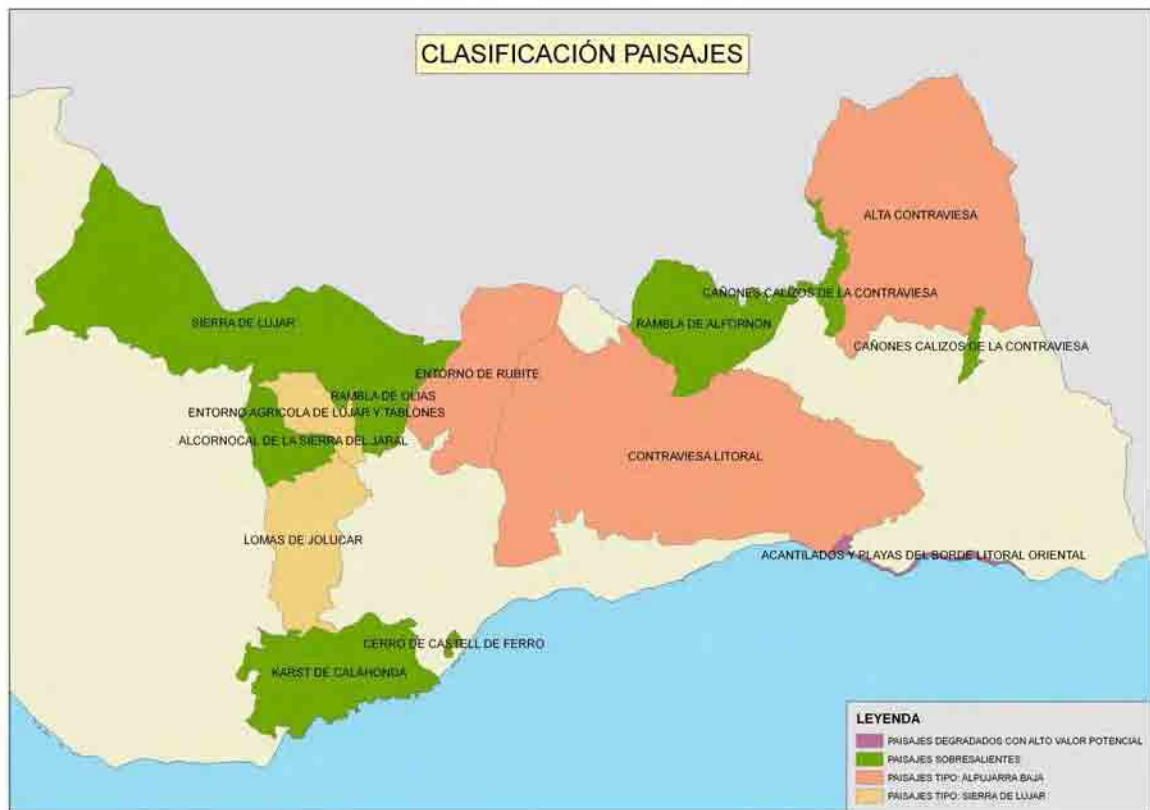 CLASIFICACIÓN PAISAJES
ALTA CONTRAVIESA
CAÑONES CALIZOS DE LA CONTRAVIESA
SIERRA DE LUJAR
RAMBLA DE ALFORNON
CAÑONES CALIZOS DE LA CONTRAVIESA
ENTORNO DE RUBITE
RAMBLA DE OLIAS
ENTORNO AGRICOLA DE LUJAR Y TABLONES
ALCORNOCAL DE LA SIERRA DEL JARAL
CONTRAVIESA LITORAL
LOMAS DE JOLUCAR
ACANTILADOS Y PLAYAS DEL BORDE LITORAL ORIENTAL
CERRO DE CASTELL DE FERRO
KARST DE CALAHONDA
LEYENDA
PAISAJES DEGRADADOS CON ALTO VALOR POTENCIAL
PAISAJES SOBRESALIENTES
PAISAJES TIPO: ALPUJARRA BAJA
PAISAJES TIPO: SIERRA DE LUJAR